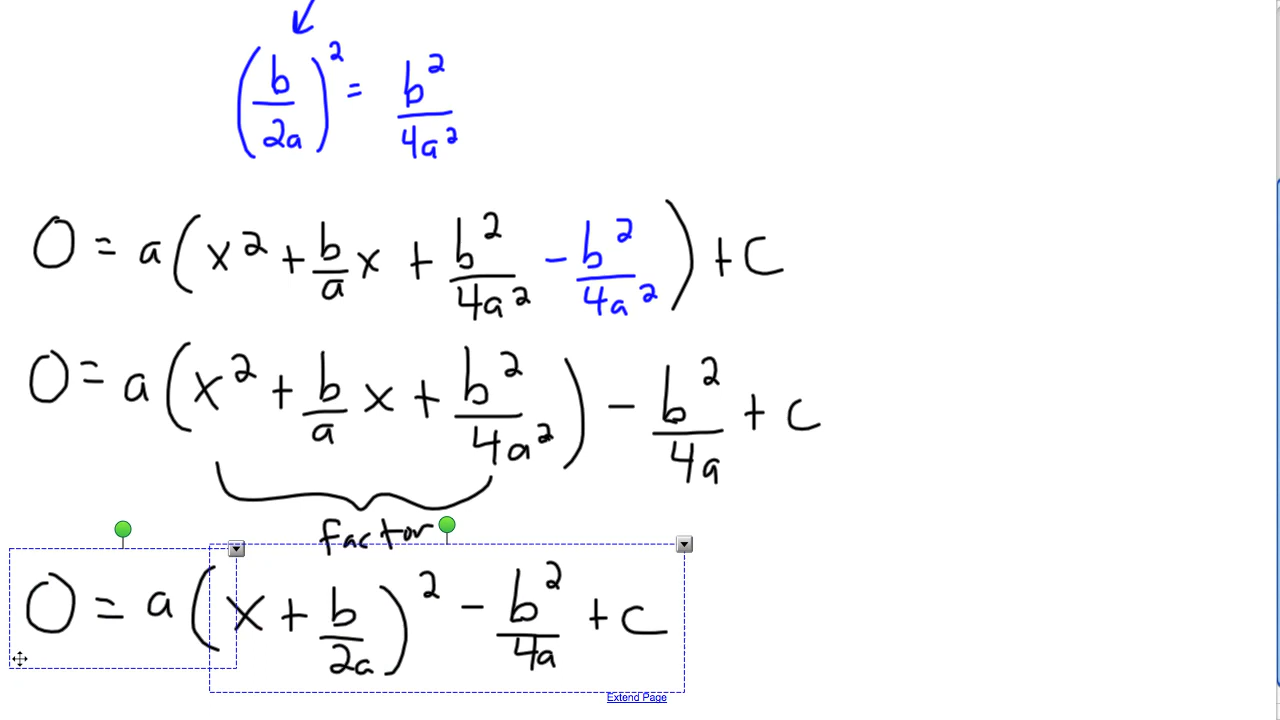 (b/2a)² = b²/4a²
0 = a(x² + b/a x + b²/4a² - b²/4a²) + C
0 = a(x² + b/a x + b²/4a²) - b²/4a + c
factor
0 = a(x + b/2a)² - b²/4a + c
Extend Page